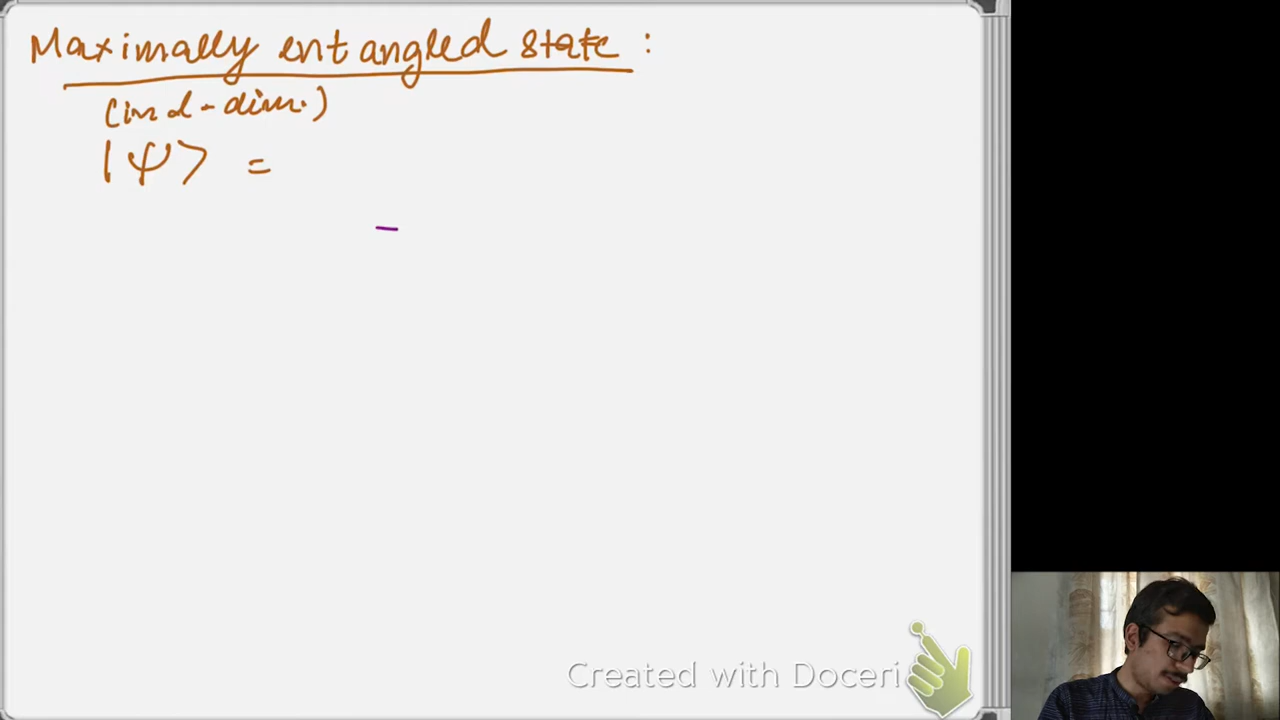 Maximally entangled state :
(in d-dim.)
|ψ> =
–
Created with Doceri